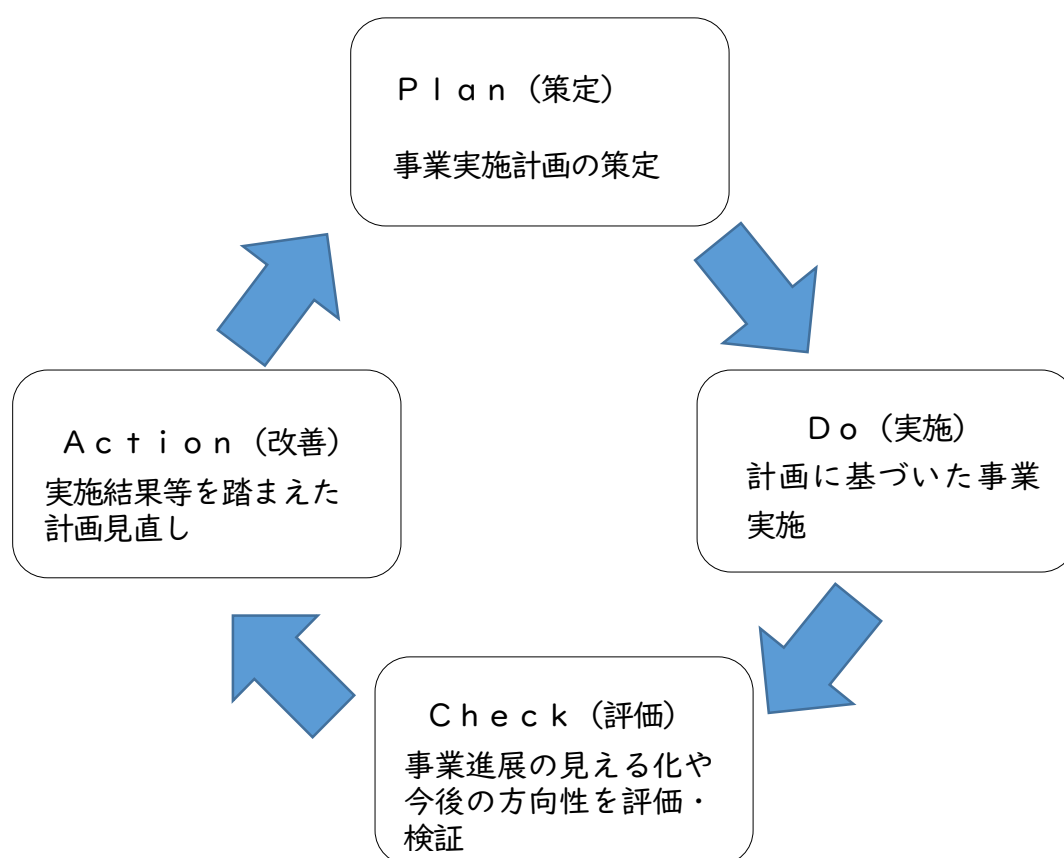 Ｐｌａｎ（策定）
事業実施計画の策定
Ｄｏ（実施）
計画に基づいた事業
実施
Ｃｈｅｃｋ（評価）
事業進展の見える化や
今後の方向性を評価・
検証
Ａｃｔｉｏｎ（改善）
実施結果等を踏まえた
計画見直し